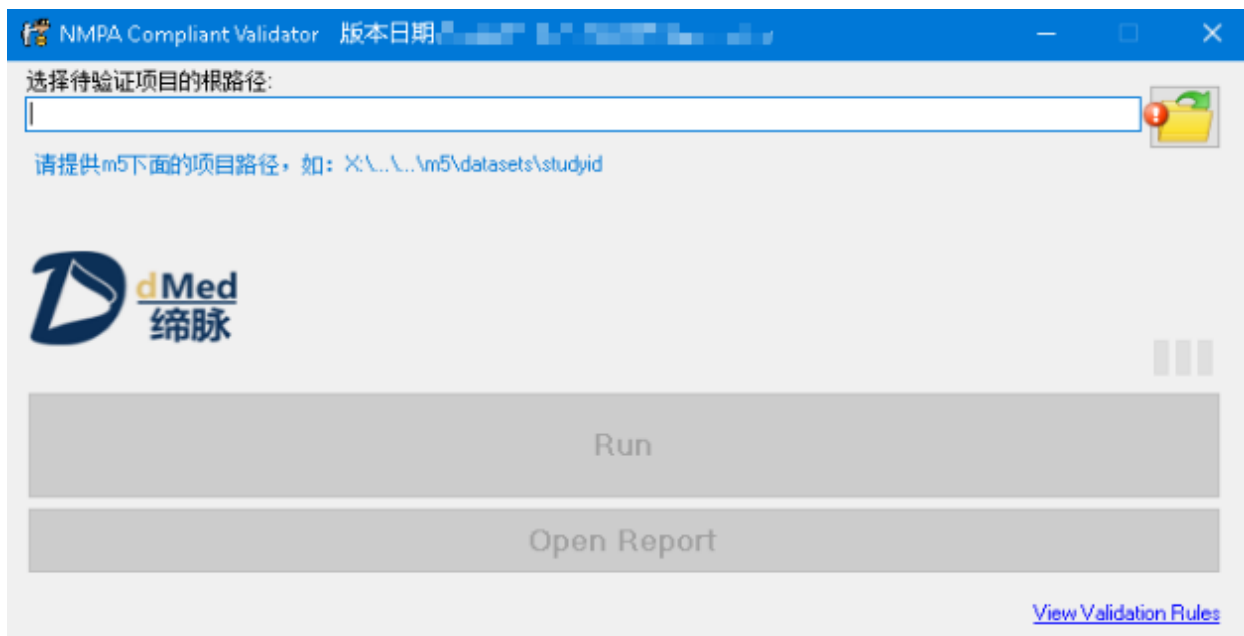 NMPA Compliant Validator 版本日期
选择待验证项目的根路径:
请提供m5下面的项目路径，如：X:\...\...\m5\datasets\studyid
dMed
缔脉
Run
Open Report
View Validation Rules